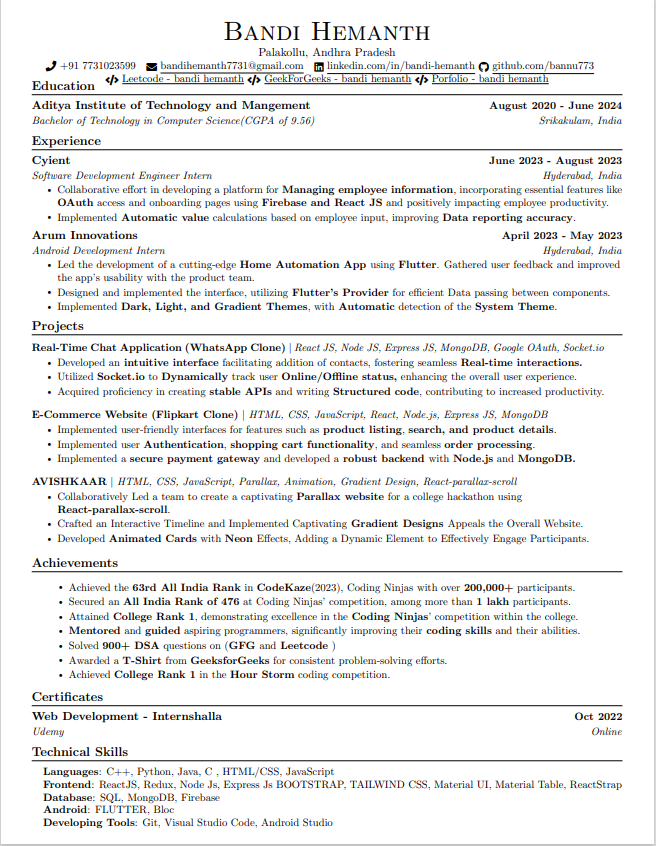 Bandi Hemanth
Palakollu, Andhra Pradesh
+91 7731023599 bandihemanth7731@gmail.com linkedin.com/in/bandi-hemanth github.com/bannu773
Leetcode - bandi hemanth GeekForGeeks - bandi hemanth Porfolio - bandi hemanth
Education
Aditya Institute of Technology and Mangement August 2020 - June 2024
Bachelor of Technology in Computer Science(CGPA of 9.56) Srikakulam, India
Experience
Cyient June 2023 - August 2023
Software Development Engineer Intern Hyderabad, India
• Collaborative effort in developing a platform for Managing employee information, incorporating essential features like
OAuth access and onboarding pages using Firebase and React JS and positively impacting employee productivity.
• Implemented Automatic value calculations based on employee input, improving Data reporting accuracy.
Arum Innovations April 2023 - May 2023
Android Development Intern Hyderabad, India
• Led the development of a cutting-edge Home Automation App using Flutter. Gathered user feedback and improved
the app's usability with the product team.
• Designed and implemented the interface, utilizing Flutter's Provider for efficient Data passing between components.
• Implemented Dark, Light, and Gradient Themes, with Automatic detection of the System Theme.
Projects
Real-Time Chat Application (WhatsApp Clone) | React JS, Node JS, Express JS, MongoDB, Google OAuth, Socket.io
• Developed an intuitive interface facilitating addition of contacts, fostering seamless Real-time interactions.
• Utilized Socket.io to Dynamically track user Online/Offline status, enhancing the overall user experience.
• Acquired proficiency in creating stable APIs and writing Structured code, contributing to increased productivity.
E-Commerce Website (Flipkart Clone) | HTML, CSS, JavaScript, React, Node.js, Express JS, MongoDB
• Implemented user-friendly interfaces for features such as product listing, search, and product details.
• Implemented user Authentication, shopping cart functionality, and seamless order processing.
• Implemented a secure payment gateway and developed a robust backend with Node.js and MongoDB.
AVISHKAAR | HTML, CSS, JavaScript, Parallax, Animation, Gradient Design, React-parallax-scroll
• Collaboratively Led a team to create a captivating Parallax website for a college hackathon using
React-parallax-scroll.
• Crafted an Interactive Timeline and Implemented Captivating Gradient Designs Appeals the Overall Website.
• Developed Animated Cards with Neon Effects, Adding a Dynamic Element to Effectively Engage Participants.
Achievements
• Achieved the 63rd All India Rank in CodeKaze(2023), Coding Ninjas with over 200,000+ participants.
• Secured an All India Rank of 476 at Coding Ninjas' competition, among more than 1 lakh participants.
• Attained College Rank 1, demonstrating excellence in the Coding Ninjas' competition within the college.
• Mentored and guided aspiring programmers, significantly improving their coding skills and their abilities.
• Solved 900+ DSA questions on (GFG and Leetcode )
• Awarded a T-Shirt from GeeksforGeeks for consistent problem-solving efforts.
• Achieved College Rank 1 in the Hour Storm coding competition.
Certificates
Web Development - Internshalla Oct 2022
Udemy Online
Technical Skills
Languages: C++, Python, Java, C , HTML/CSS, JavaScript
Frontend: ReactJS, Redux, Node Js, Express Js BOOTSTRAP, TAILWIND CSS, Material UI, Material Table, ReactStrap
Database: SQL, MongoDB, Firebase
Android: FLUTTER, Bloc
Developing Tools: Git, Visual Studio Code, Android Studio